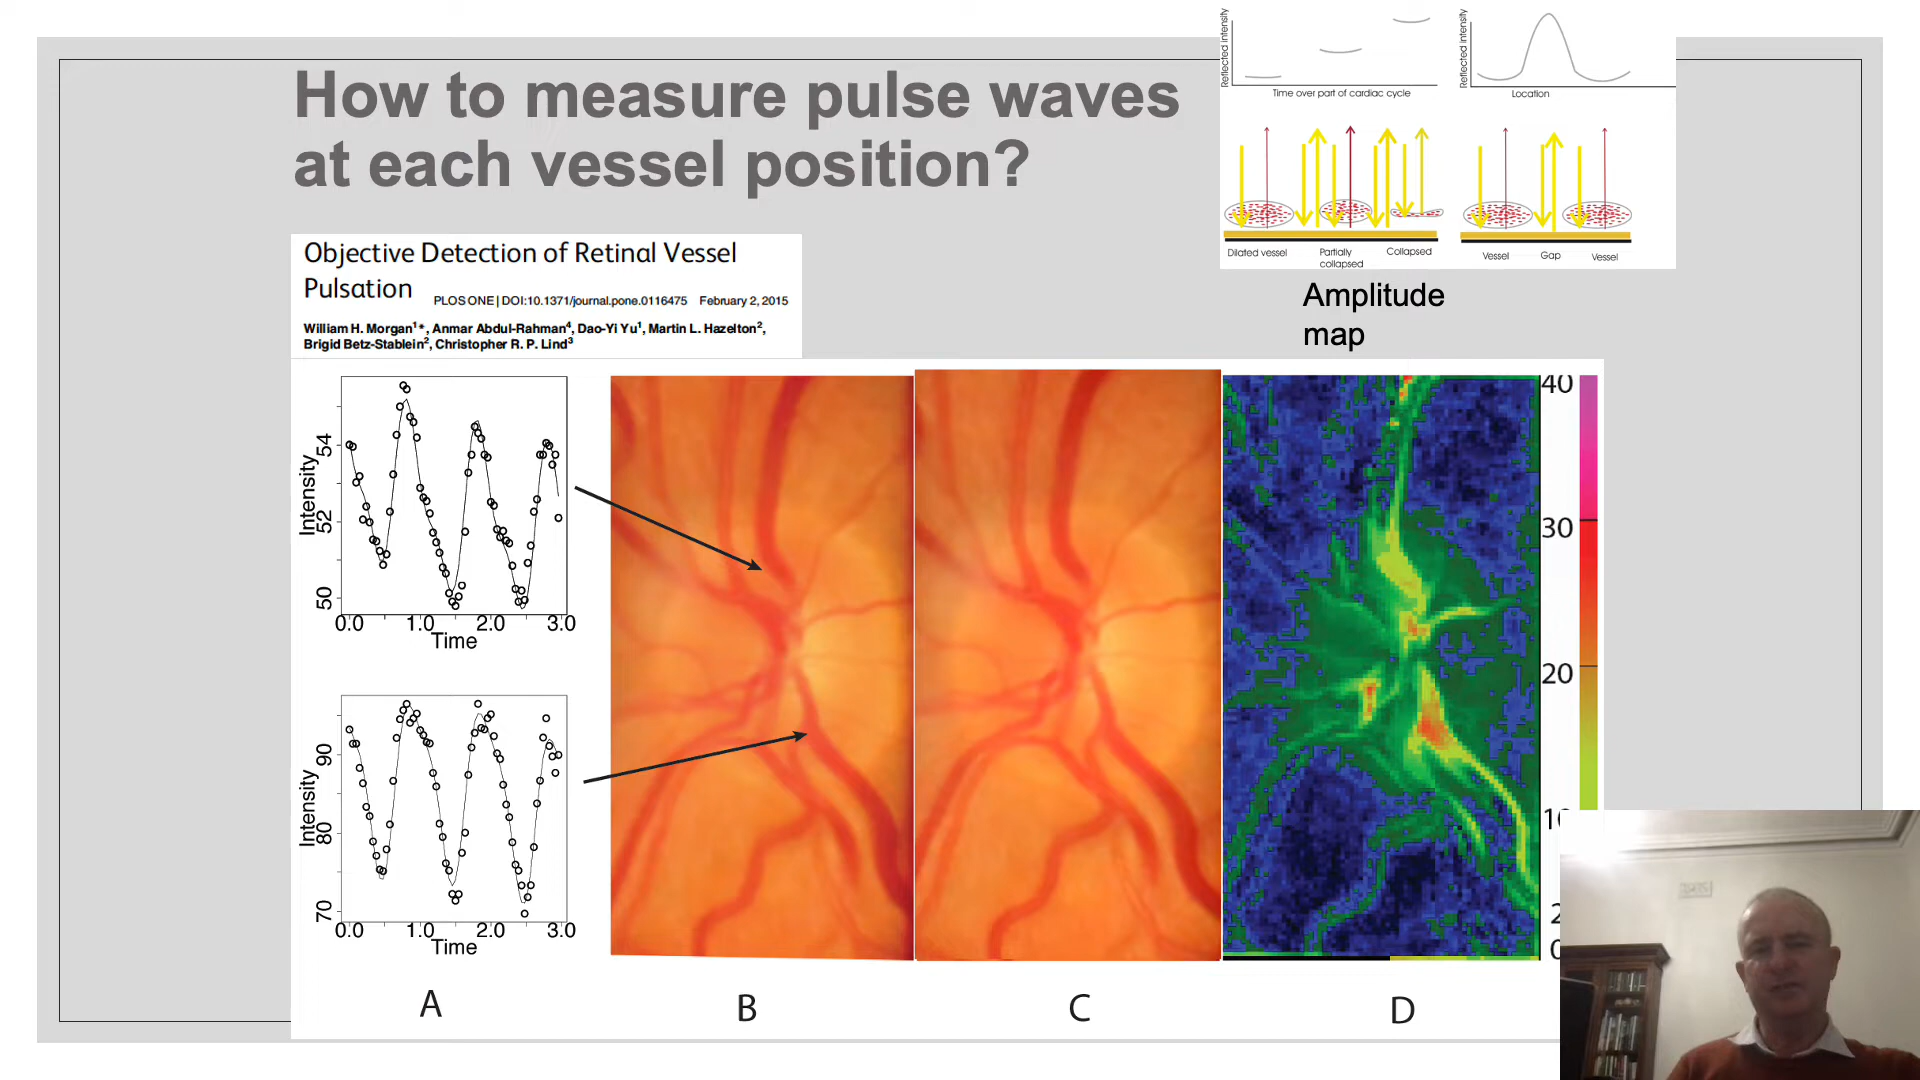 How to measure pulse waves
at each vessel position?
Reflected intensity
Time over part of cardiac cycle
Reflected intensity
Location
Dilated vessel
Partially
collapsed
Collapsed
Vessel
Gap
Vessel
Amplitude
map
Objective Detection of Retinal Vessel
Pulsation
PLOS ONE | DOI:10.1371/journal.pone.0116475 February 2, 2015
William H. Morgan1*, Anmar Abdul-Rahman4, Dao-Yi Yu1, Martin L. Hazelton2,
Brigid Betz-Stablein2, Christopher R. P. Lind3
Intensity
54
52
50
0.0 1.0 2.0 3.0
Time
Intensity
90
80
70
0.0 1.0 2.0 3.0
Time
40
30
20
10
2
0
A
B
C
D